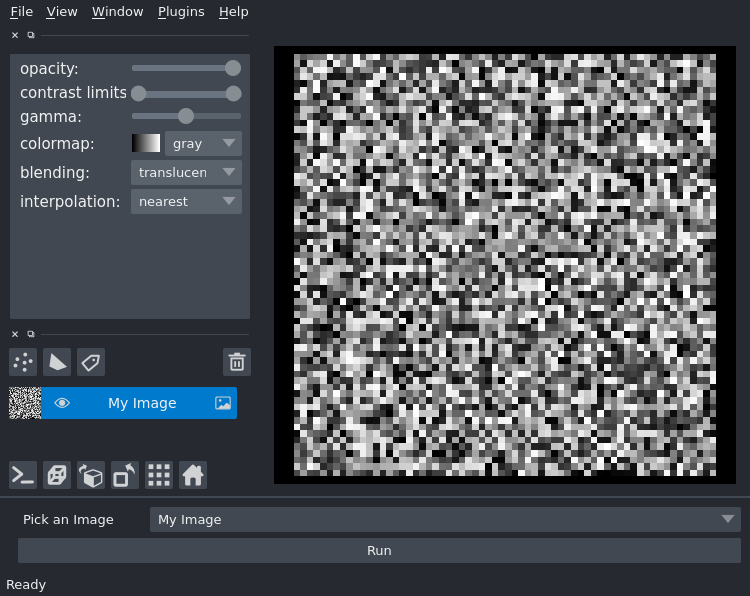 File View Window Plugins Help
opacity:
contrast limits
gamma:
colormap: gray
blending: translucen
interpolation: nearest
My Image
Pick an Image My Image
Run
Ready